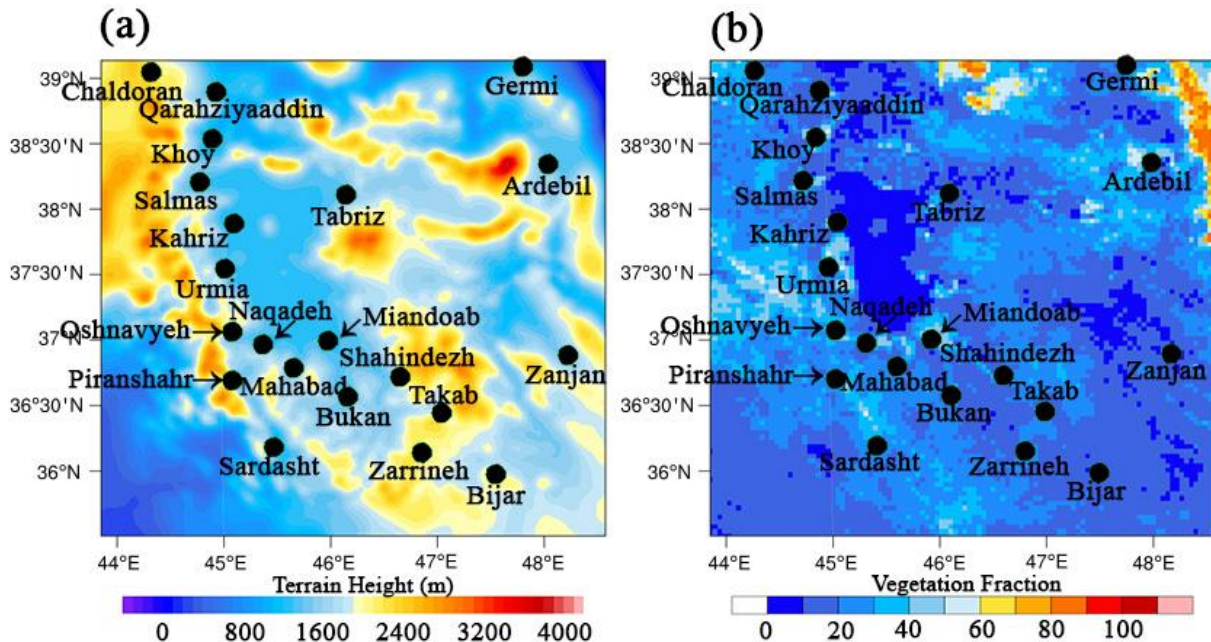 (a)
39°N
38°30'N
38°N
37°30'N
37°N
36°30'N
36°N
Chaldoran
Germi
Qarahziyaaddin
Khoy
Ardebil
Salmas
Tabriz
Kahriz
Urmia
Naqadeh
Oshnavyeh
Miandoab
Shahindezh
Piranshahr
Mahabad
Zanjan
Takab
Bukan
Sardasht
Zarrineh
Bijar
44°E 45°E 46°E 47°E 48°E
Terrain Height (m)
0 800 1600 2400 3200 4000
(b)
39°N
38°30'N
38°N
37°30'N
37°N
36°30'N
36°N
Chaldoran
Germi
Qarahziyaaddin
Khoy
Ardebil
Salmas
Tabriz
Kahriz
Urmia
Naqadeh
Oshnavyeh
Miandoab
Shahindezh
Piranshahr
Mahabad
Zanjan
Takab
Bukan
Sardasht
Zarrineh
Bijar
44°E 45°E 46°E 47°E 48°E
Vegetation Fraction
0 20 40 60 80 100